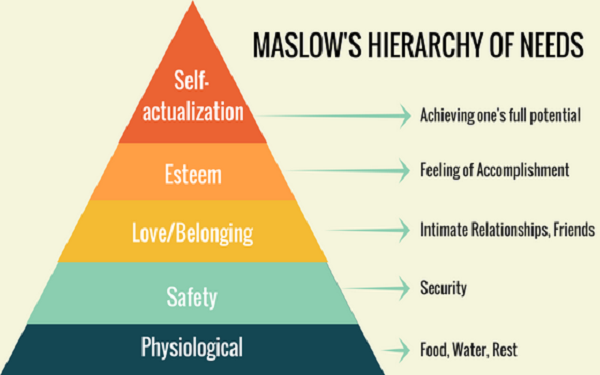 MASLOW'S HIERARCHY OF NEEDS
Self-
actualization
Achieving one's full potential
Esteem
Feeling of Accomplishment
Love/Belonging
Intimate Relationships, Friends
Safety
Security
Physiological
Food, Water, Rest